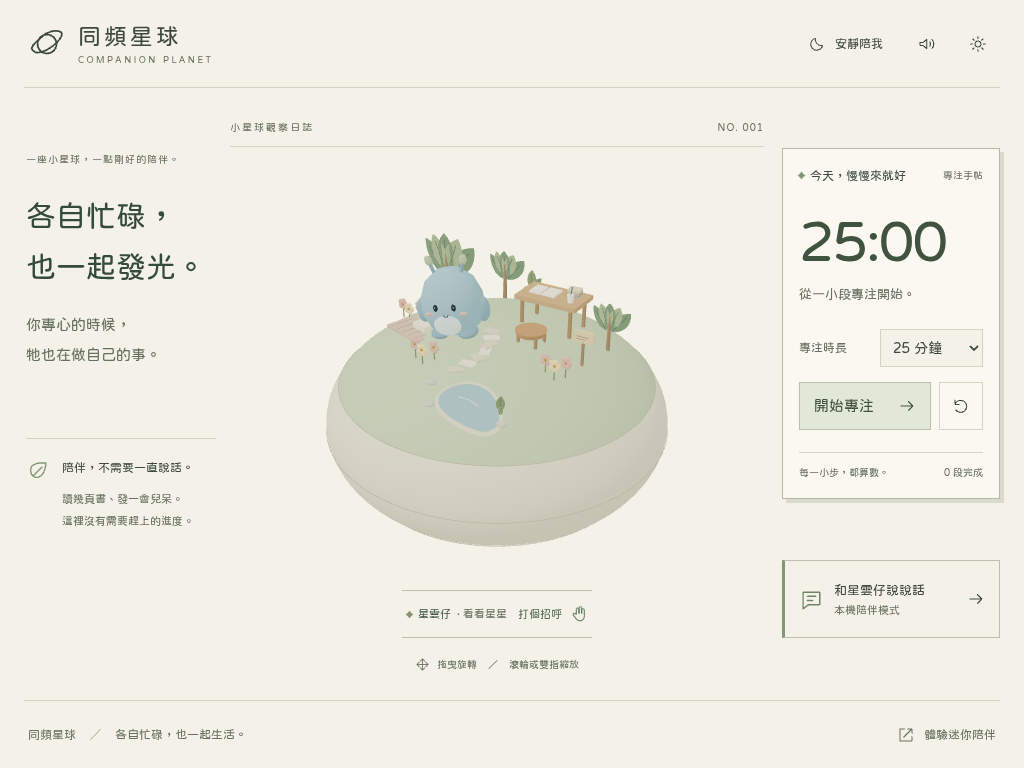 同頻星球
COMPANION PLANET
安靜陪我
小星球觀察日誌
NO. 001
一座小星球，一點剛好的陪伴。
各自忙碌，
也一起發光。
你專心的時候，
牠也在做自己的事。
陪伴，不需要一直說話。
讀幾頁書、發一會兒呆。
這裡沒有需要趕上的進度。
今天，慢慢來就好
專注手帖
25:00
從一小段專注開始。
專注時長
25 分鐘
開始專注
每一小步，都算數。
0 段完成
星雲仔 · 看看星星
打個招呼
拖曳旋轉 ／ 滾輪或雙指縮放
和星雲仔說說話
本機陪伴模式
同頻星球 ／ 各自忙碌，也一起生活。
體驗迷你陪伴